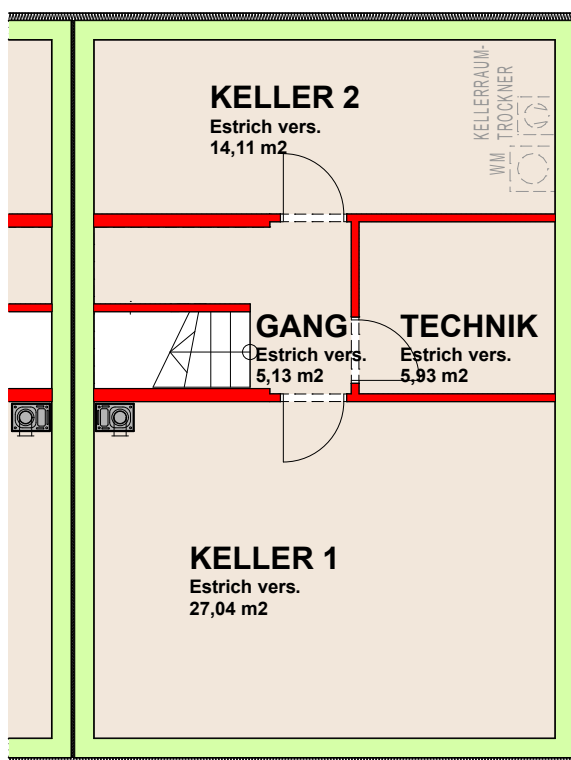 KELLER 2
Estrich vers.
14,11 m2
KELLERRAUM-
TROCKNER
WM
GANG
Estrich vers.
5,13 m2
TECHNIK
Estrich vers.
5,93 m2
KELLER 1
Estrich vers.
27,04 m2